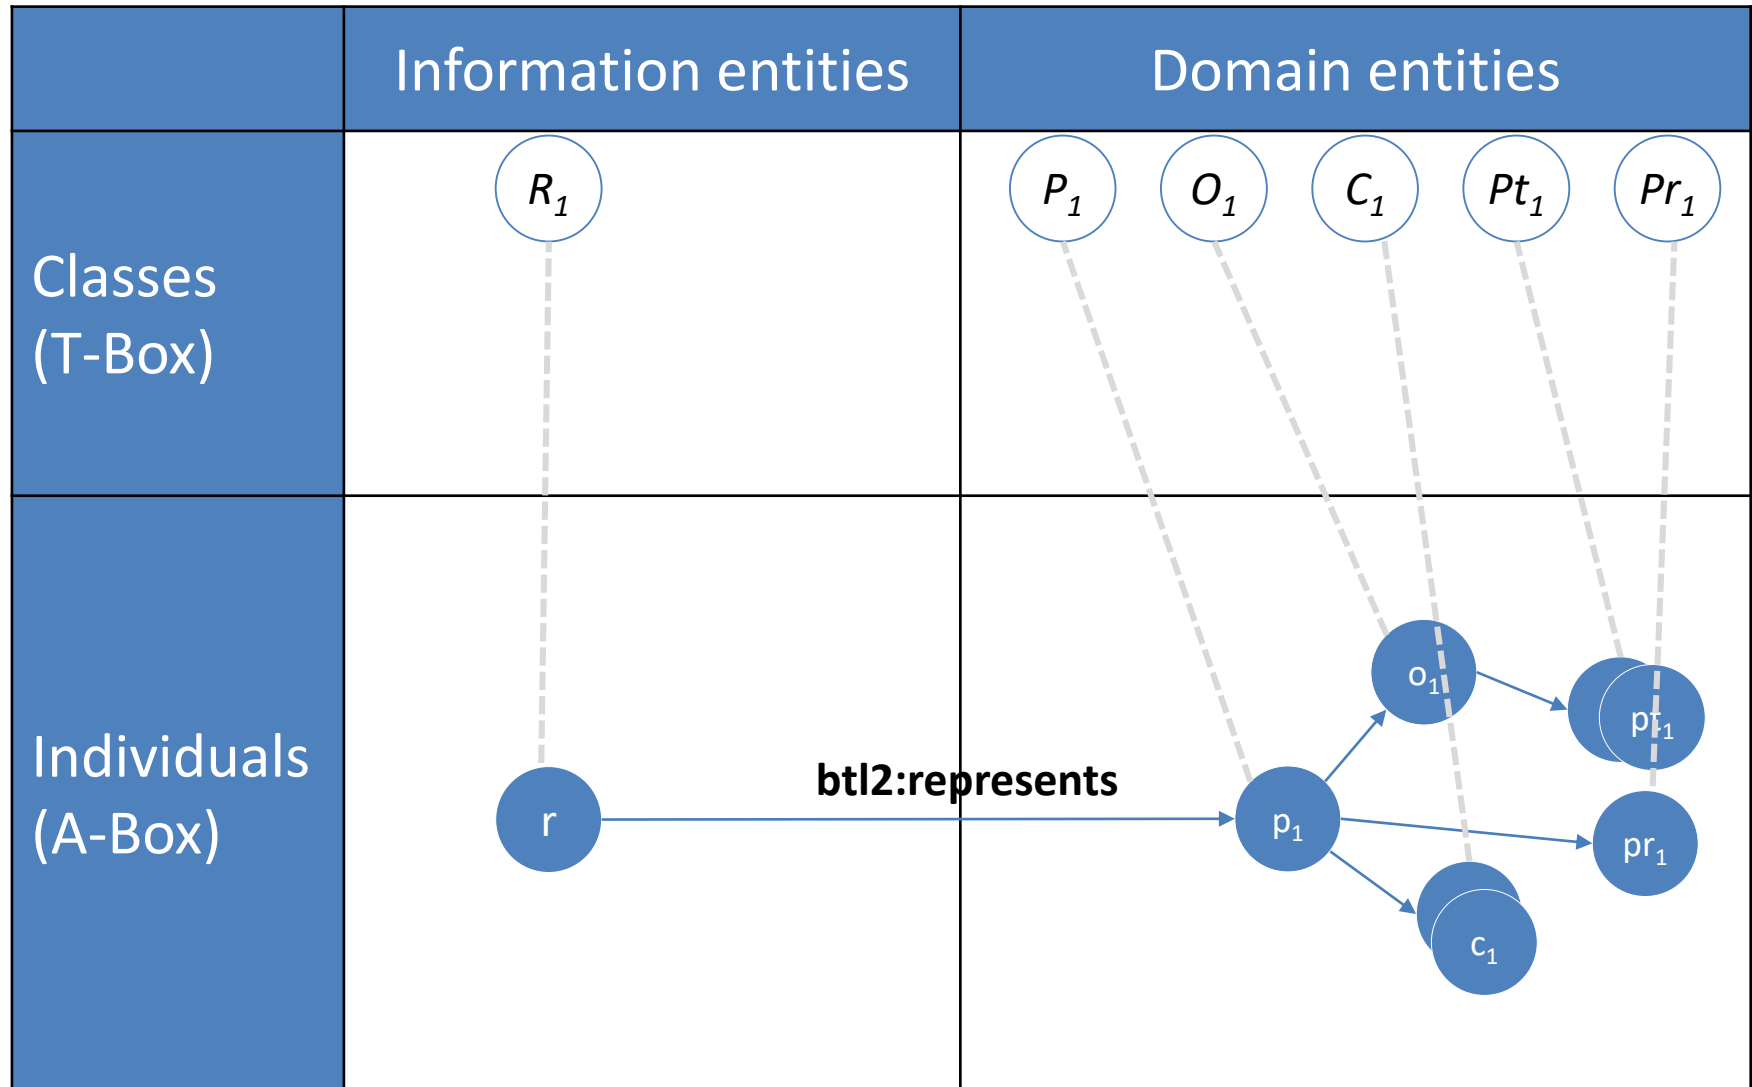 Information entities
Domain entities
R1
P1
O1
C1
Pt1
Pr1
Classes
(T-Box)
Individuals
(A-Box)
o1
pt1
btl2:represents
r
p1
pr1
c1